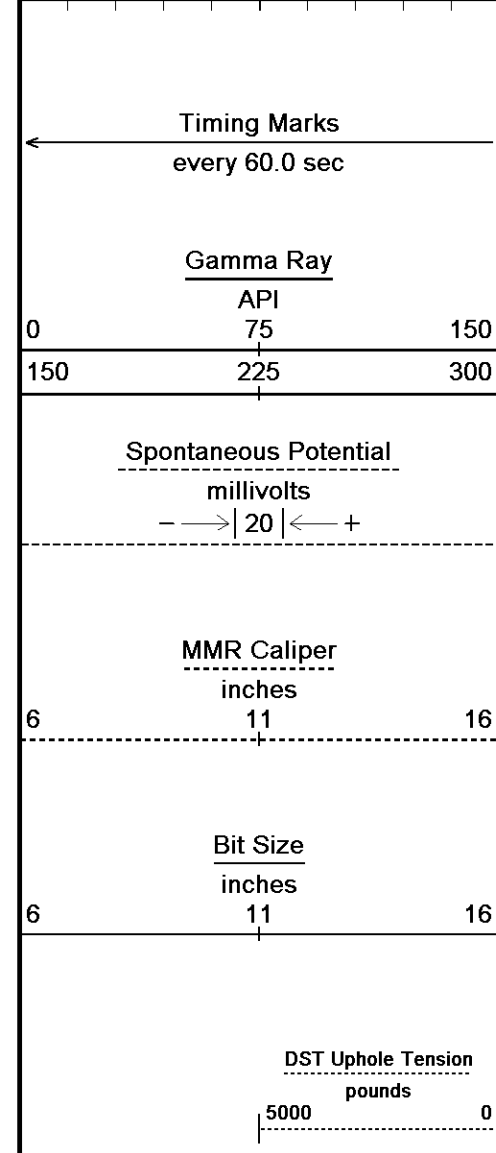 Timing Marks
every 60.0 sec
Gamma Ray
API
0 75 150
150 225 300
Spontaneous Potential
millivolts
− 20 +
MMR Caliper
inches
6 11 16
Bit Size
inches
6 11 16
DST Uphole Tension
pounds
5000 0